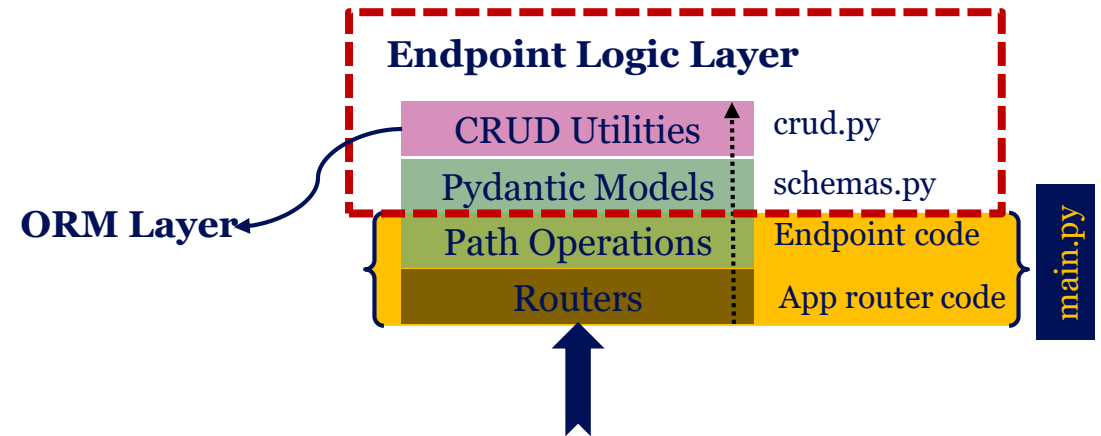 Endpoint Logic Layer
CRUD Utilities
crud.py
Pydantic Models
schemas.py
ORM Layer
Path Operations
Endpoint code
Routers
App router code
main.py